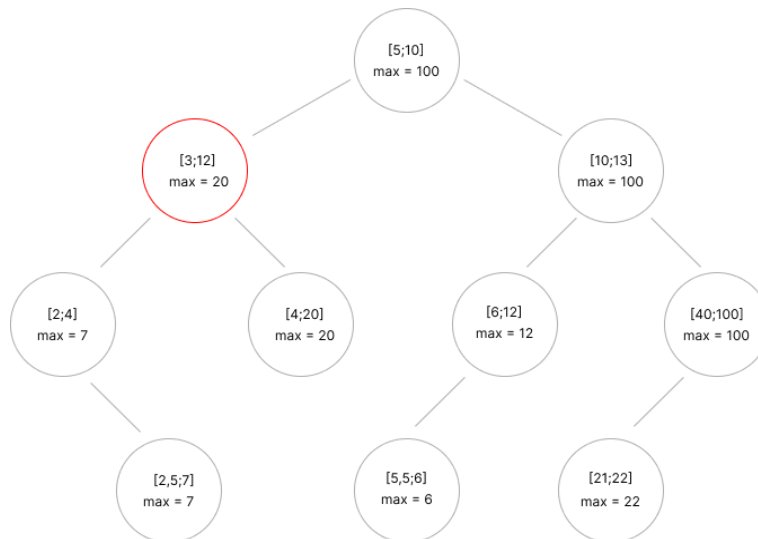 [5;10]
max = 100
[3;12]
max = 20
[10;13]
max = 100
[2;4]
max = 7
[4;20]
max = 20
[6;12]
max = 12
[40;100]
max = 100
[2,5;7]
max = 7
[5,5;6]
max = 6
[21;22]
max = 22